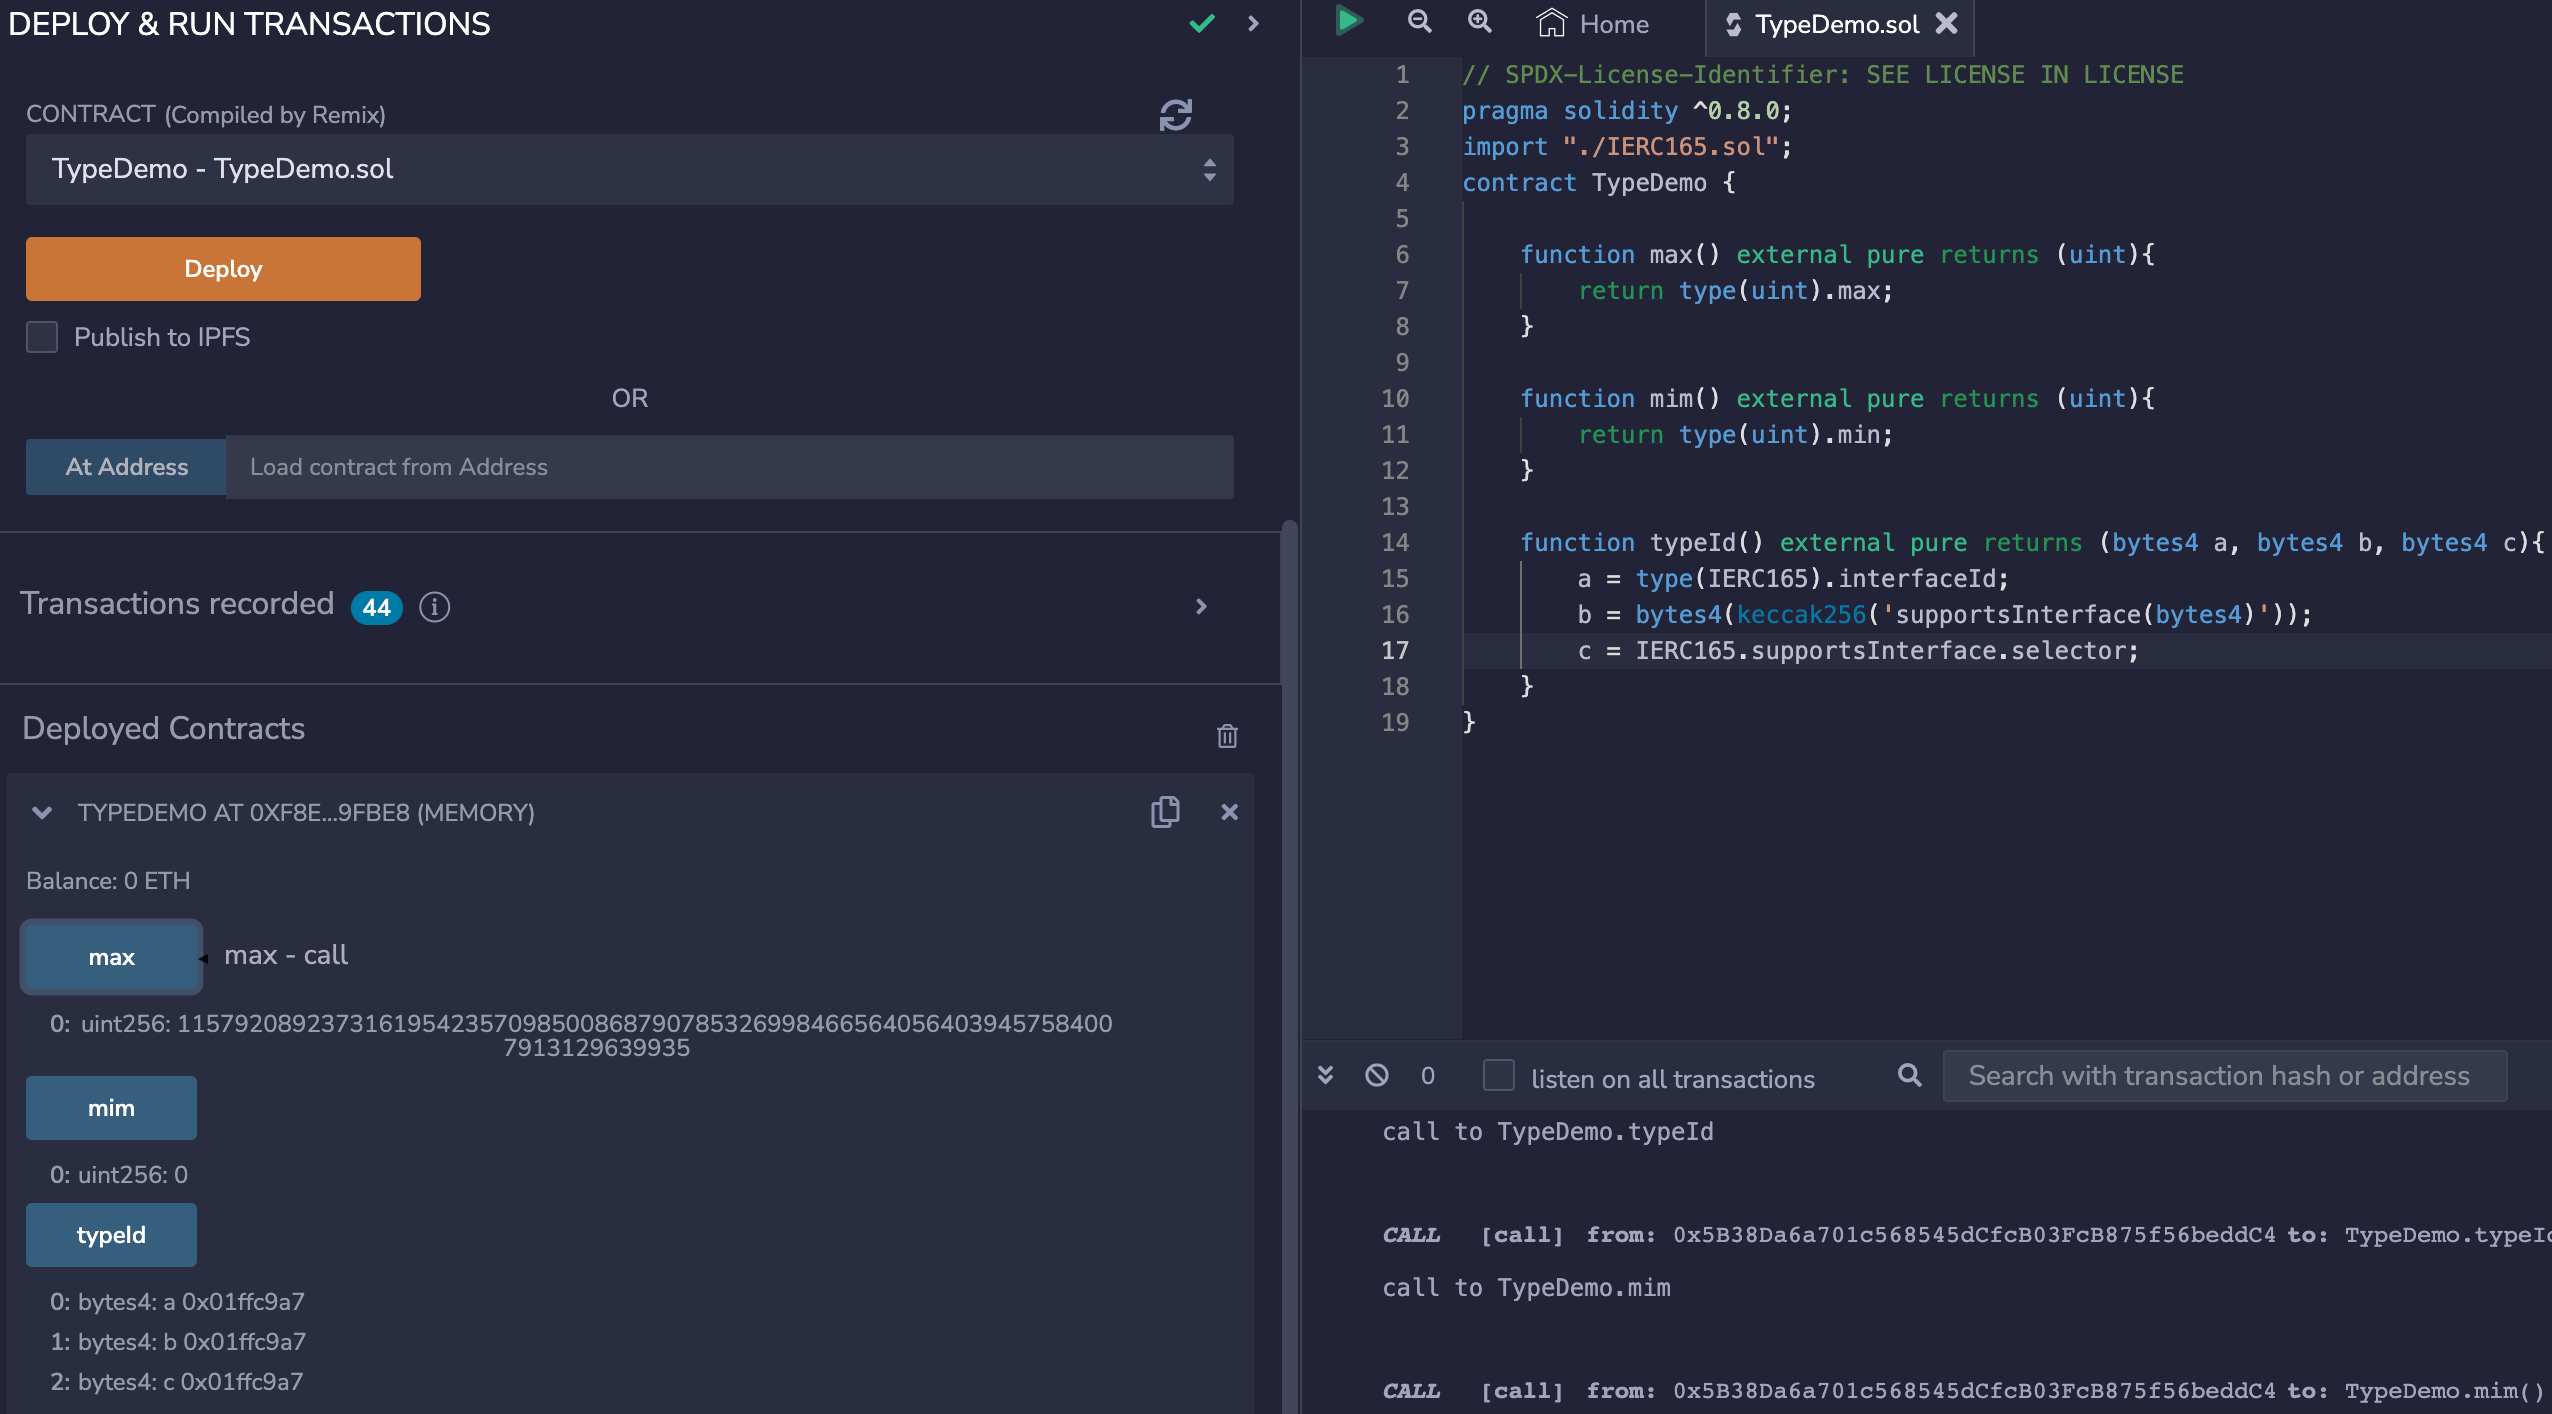 DEPLOY & RUN TRANSACTIONS
CONTRACT (Compiled by Remix)
TypeDemo - TypeDemo.sol
Deploy
Publish to IPFS
OR
At Address
Load contract from Address
Transactions recorded 44 i
Deployed Contracts
TYPEDEMO AT 0XF8E...9FBE8 (MEMORY)
Balance: 0 ETH
max
max - call
0: uint256: 11579208923731619542357098500868790785326998466564056403945758400
7913129639935
mim
0: uint256: 0
typeId
0: bytes4: a 0x01ffc9a7
1: bytes4: b 0x01ffc9a7
2: bytes4: c 0x01ffc9a7
Home
TypeDemo.sol
1 // SPDX-License-Identifier: SEE LICENSE IN LICENSE
2 pragma solidity ^0.8.0;
3 import "./IERC165.sol";
4 contract TypeDemo {
5
6 function max() external pure returns (uint){
7 return type(uint).max;
8 }
9
10 function mim() external pure returns (uint){
11 return type(uint).min;
12 }
13
14 function typeId() external pure returns (bytes4 a, bytes4 b, bytes4 c){
15 a = type(IERC165).interfaceId;
16 b = bytes4(keccak256('supportsInterface(bytes4)'));
17 c = IERC165.supportsInterface.selector;
18 }
19 }
0
listen on all transactions
Search with transaction hash or address
call to TypeDemo.typeId
CALL [call] from: 0x5B38Da6a701c568545dCfcB03FcB875f56beddC4 to: TypeDemo.typeId
call to TypeDemo.mim
CALL [call] from: 0x5B38Da6a701c568545dCfcB03FcB875f56beddC4 to: TypeDemo.mim()